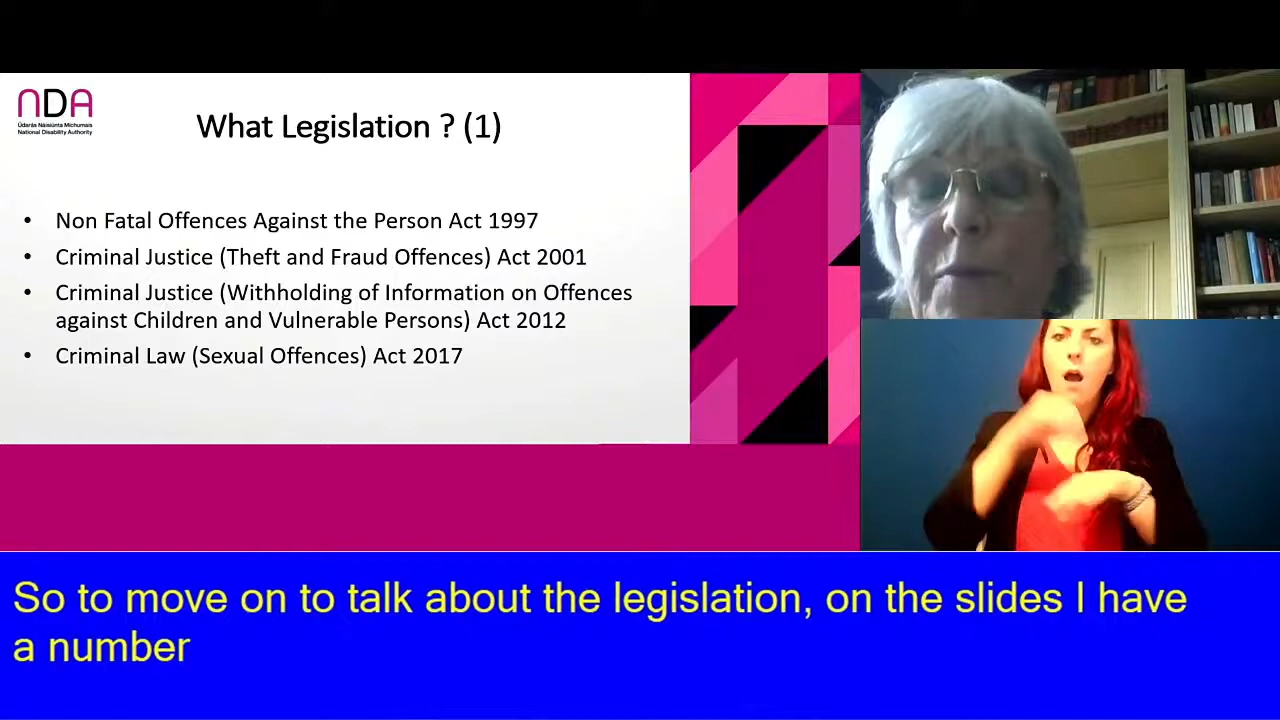 NDA
Údarás Náisiúnta Míchumais
National Disability Authority
What Legislation ? (1)
• Non Fatal Offences Against the Person Act 1997
• Criminal Justice (Theft and Fraud Offences) Act 2001
• Criminal Justice (Withholding of Information on Offences
against Children and Vulnerable Persons) Act 2012
• Criminal Law (Sexual Offences) Act 2017
So to move on to talk about the legislation, on the slides I have
a number